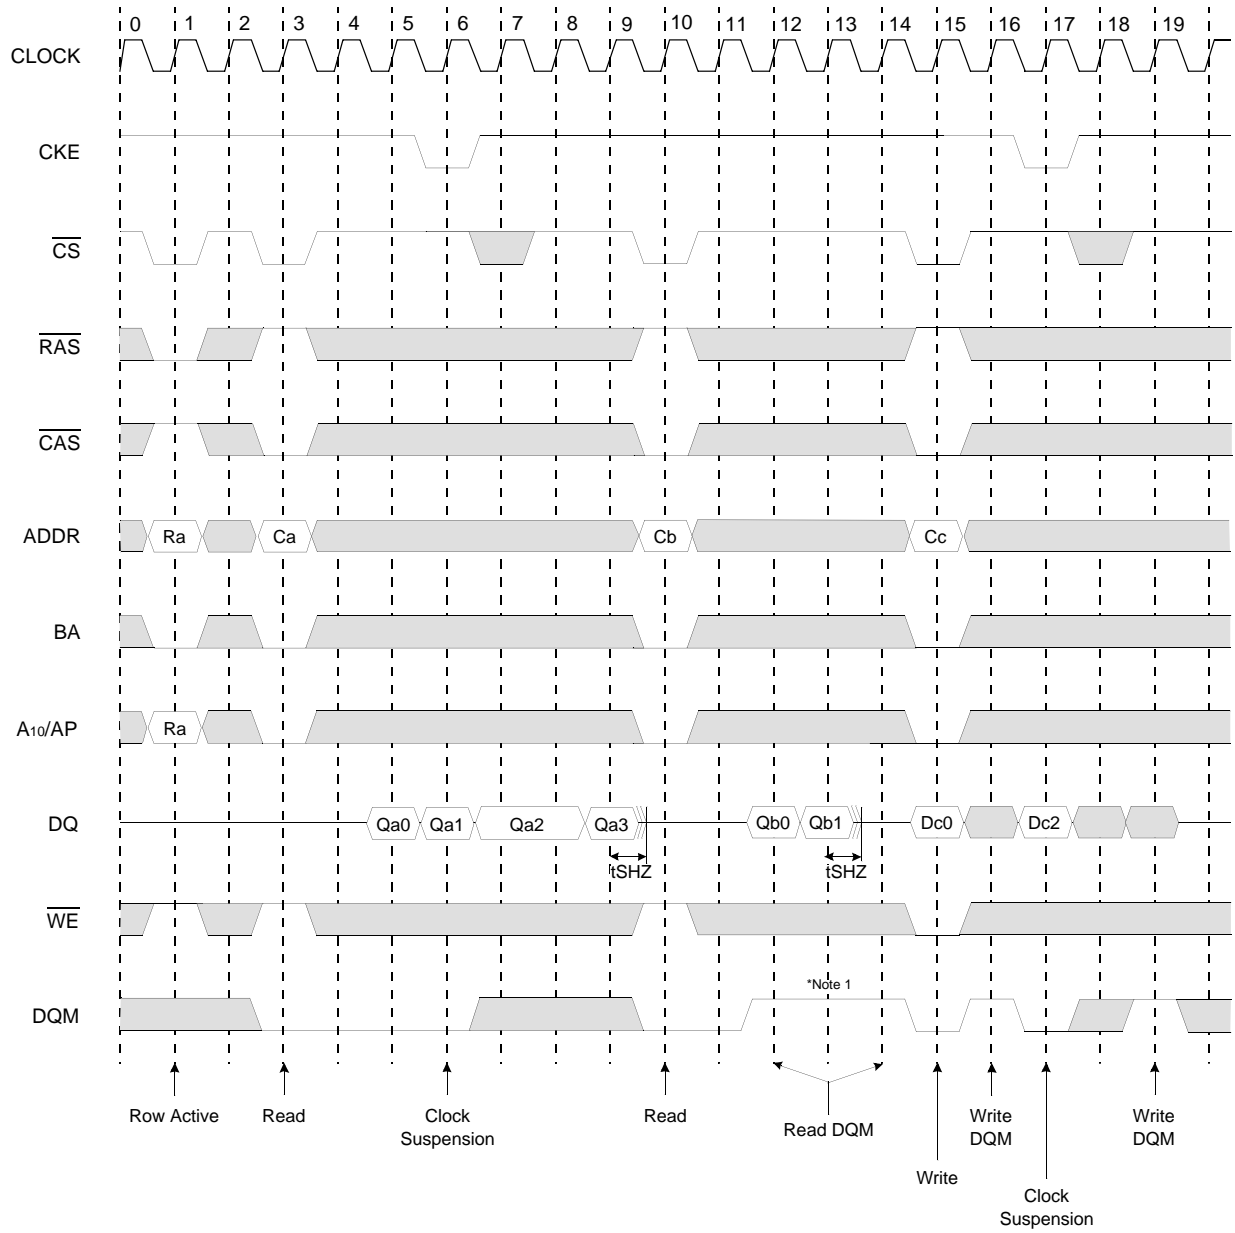 0 1 2 3 4 5 6 7 8 9 10 11 12 13 14 15 16 17 18 19
CLOCK
CKE
CS
RAS
CAS
ADDR Ra Ca Cb Cc
BA
A10/AP Ra
DQ Qa0 Qa1 Qa2 Qa3 Qb0 Qb1 Dc0 Dc2
tSHZ tSHZ
WE
*Note 1
DQM
Row Active Read Clock Suspension Read Read DQM Write DQM Write DQM
Write
Clock
Suspension